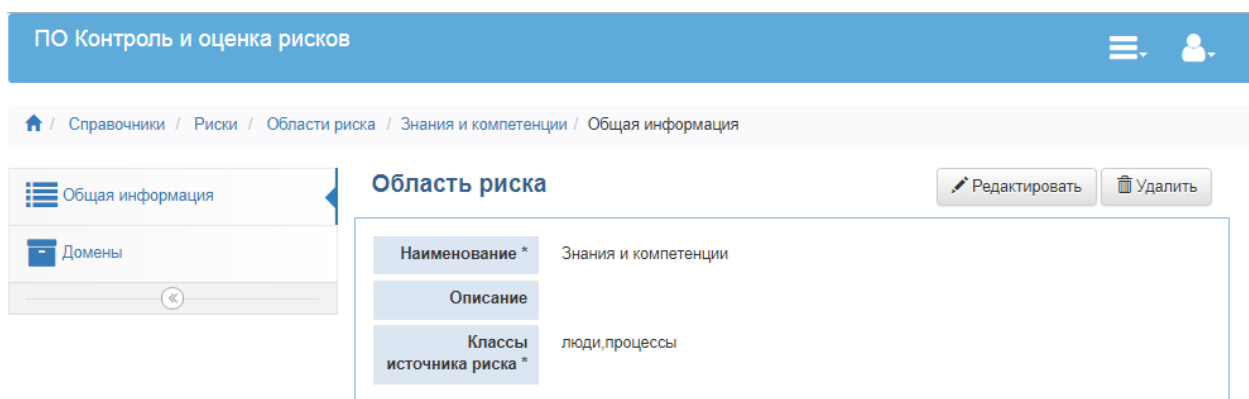 ПО Контроль и оценка рисков
/ Справочники / Риски / Области риска / Знания и компетенции / Общая информация
Общая информация
Домены
Область риска
Редактировать
Удалить
Наименование *
Знания и компетенции
Описание
Классы
источника риска *
люди,процессы